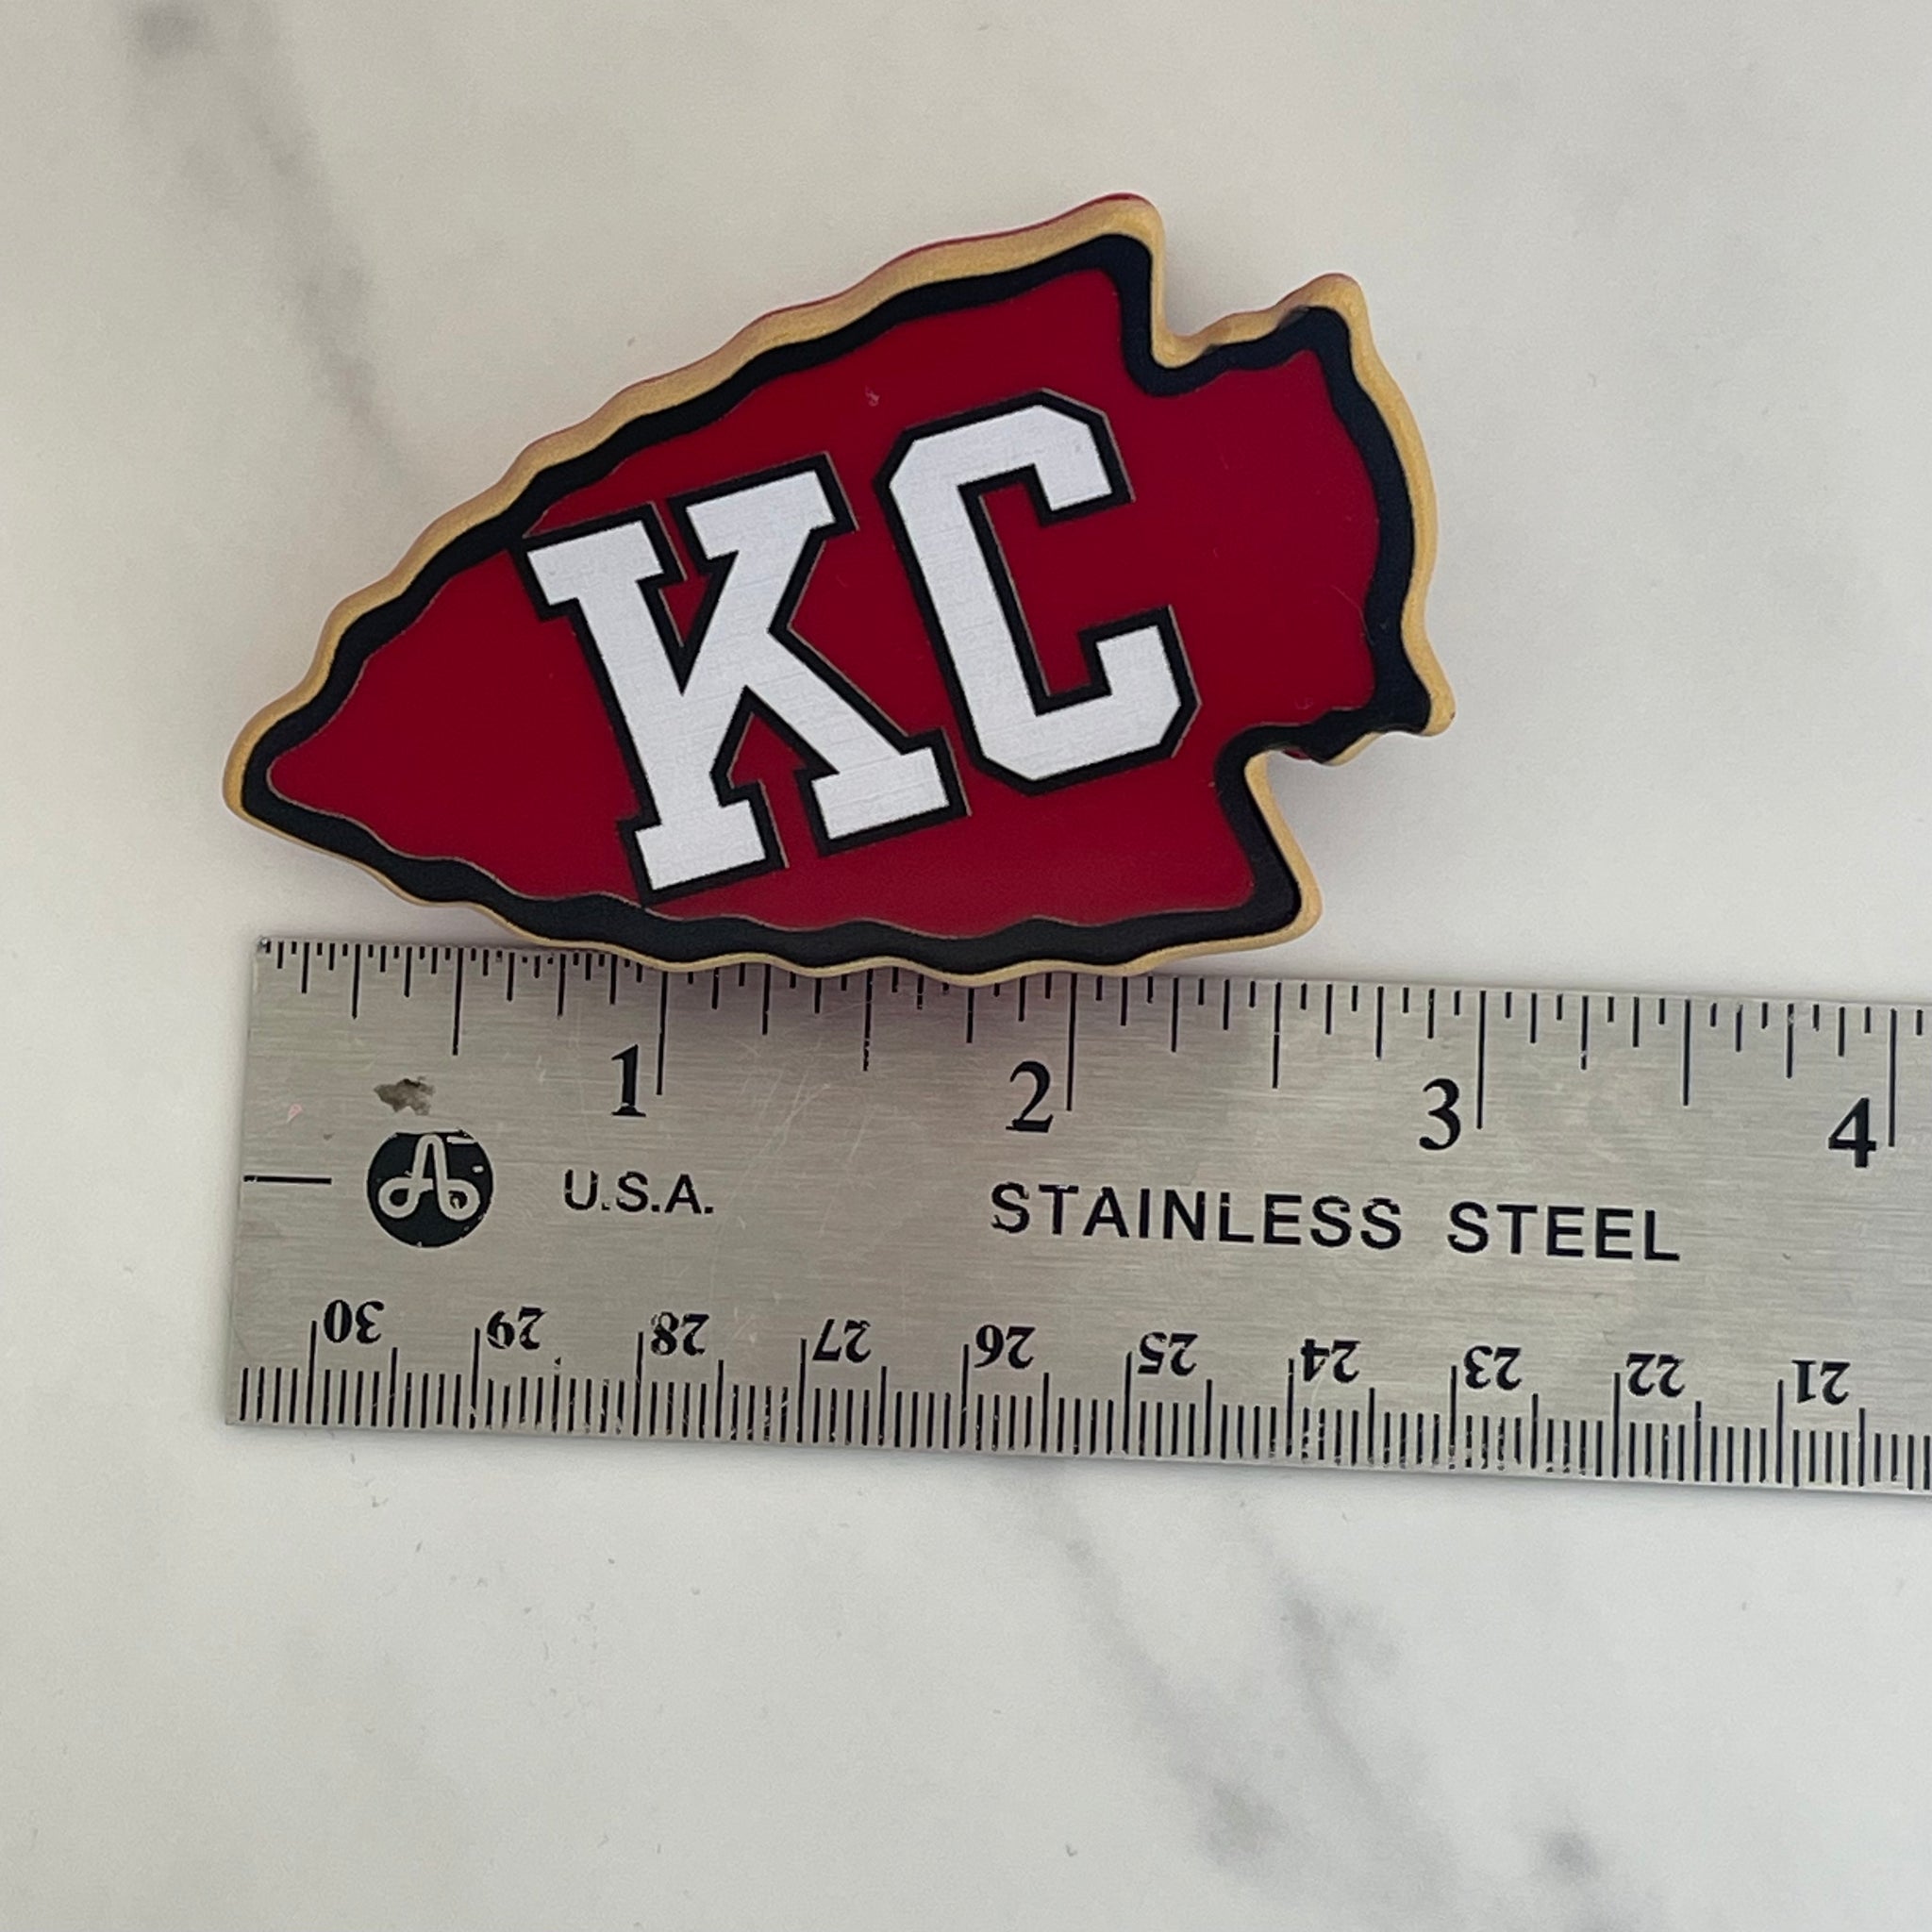 KC
1 2 3 4
A U.S.A. STAINLESS STEEL
30 29 28 27 26 25 24 23 22 21